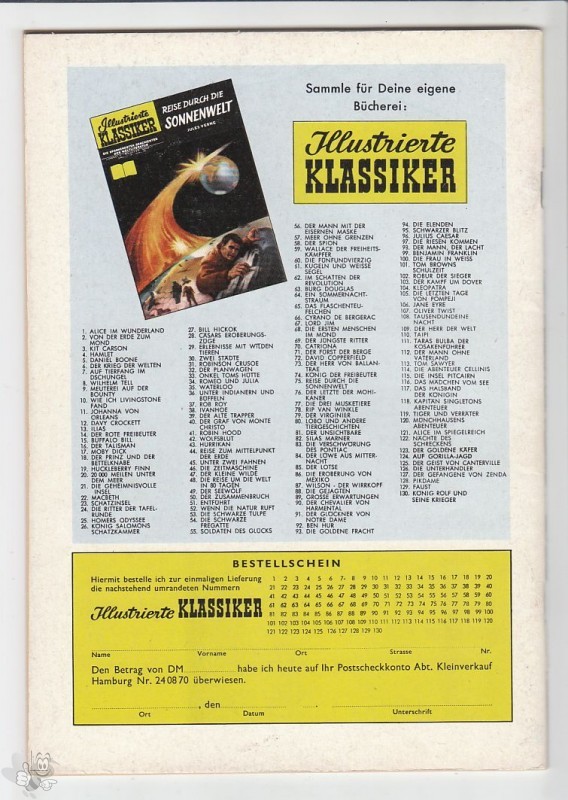 Sammle für Deine eigene
Bücherei:
Illustrierte
KLASSIKER
Illustrierte
KLASSIKER
REISE DURCH DIE
SONNENWELT
JULES VERNE
1. ALICE IM WUNDERLAND
2. VON DER ERDE ZUM
MOND
3. KIT CARSON
4. HAMLET
5. DANIEL BOONE
6. DER KRIEG DER WELTEN
7. AUF TIERFANG IM
DSCHUNGEL
8. WILHELM TELL
9. MEUTEREI AUF DER
BOUNTY
10. WIE ICH LIVINGSTONE
FAND
11. JOHANNA VON
ORLEANS
12. DAVY CROCKETT
13. ILIAS
14. DER ROTE FREIBEUTER
15. BUFFALO BILL
16. DER TALISMAN
17. MOBY DICK
18. DER PRINZ UND DER
BETTELKNABE
19. HUCKLEBERRY FINN
20. 20 000 MEILEN UNTER
DEM MEER
21. DIE GEHEIMNISVOLLE
INSEL
22. MACBETH
23. SCHATZINSEL
24. DIE RITTER DER TAFEL-
RUNDE
25. HOMERS ODYSSEE
26. KÖNIG SALOMONS
SCHATZKAMMER
27. BILL HICKOK
28. CÄSARS EROBERUNGS-
ZÜGE
29. ERLEBNISSE MIT WILDEN
TIEREN
30. ZWEI STÄDTE
31. ROBINSON CRUSOE
32. DER PLANWAGEN
33. ONKEL TOMS HÜTTE
34. ROMEO UND JULIA
35. WATERLOO
36. UNTER INDIANERN UND
BÜFFELN
37. ROB ROY
38. IVANHOE
39. DER ALTE TRAPPER
40. DER GRAF VON MONTE
CHRISTO
41. ROBIN HOOD
42. WOLFSBLUT
43. HURRIKAN
44. REISE ZUM MITTELPUNKT
DER ERDE
45. UNTER ZWEI FAHNEN
46. DIE ZEITMASCHINE
47. DER KLEINE WILDE
48. DIE REISE UM DIE WELT
IN 80 TAGEN
49. DER SEEWOLF
50. DER ZUSAMMENBRUCH
51. ENTFÜHRT
52. WENN DIE NATUR RUFT
53. DIE SCHWARZE TULPE
54. DIE SCHWARZE
FREGATTE
55. SOLDATEN DES GLÜCKS
56. DER MANN MIT DER
EISERNEN MASKE
57. MEER OHNE GRENZEN
58. DER SPION
59. WALLACE DER FREIHEITS-
KÄMPFER
60. DIE FÜNFUNDVIERZIG
61. KUGELN UND WEISSE
SEGEL
62. IM SCHATTEN DER
REVOLUTION
63. BURG DOUGLAS
64. EIN SOMMERNACHT-
STRAUM
65. DAS FLASCHENTEU-
FELCHEN
66. CYRANO DE BERGERAC
67. LORD JIM
68. DIE ERSTEN MENSCHEN
IM MOND
69. DER JÜNGSTE RITTER
70. CATRIONA
71. DER FÖRST DER BERGE
72. DAVID COPPERFIELD
73. DER HERR VON BALLAN-
TRAE
74. KÖNIG DER FREIBEUTER
75. REISE DURCH DIE
SONNENWELT
76. DER LETZTE DER MOHI-
KANER
77. DIE DREI MUSKETIERE
78. RIP VAN WINKLE
79. DER VIRGINIER
80. LOBO UND ANDERE
TIERGESCHICHTEN
81. DER UNSICHTBARE
82. SILAS MARNER
83. DIE VERSCHWÖRUNG
DES PONTIAC
84. DER LÖWE AUS MITTER-
NACHT
85. DER LOTSE
86. DIE EROBERUNG VON
MEXIKO
87. WILSON - DER WIRRKOPF
88. DIE GEJAGTEN
89. GROSSE ERWARTUNGEN
90. DER CHEVALIER VON
HARMENTAL
91. DER GLÖCKNER VON
NOTRE DAME
92. BEN HUR
93. DIE GOLDENE FRACHT
94. DIE ELENDEN
95. SCHWARZER BLITZ
96. JULIUS CAESAR
97. DIE RIESEN KOMMEN
98. DER MANN, DER LACHT
99. BENJAMIN FRANKLIN
100. DIE FRAU IN WEISS
101. TOM BROWNS
SCHULZEIT
102. ROBUR DER SIEGER
103. DER KAMPF UM DOVER
104. KLEOPATRA
105. DIE LETZTEN TAGE
VON POMPEJI
106. JANE EYRE
107. OLIVER TWIST
108. TAUSENDUNDEINE
NACHT
109. DER HERR DER WELT
110. TAIPI
111. TARAS BULBA DER
KOSAKENFÜHRER
112. DER MANN OHNE
VATERLAND
113. TOM SAWYER
114. DIE ABENTEUER CELLINIS
115. DIE INSEL PITCAIRN
116. DAS MÄDCHEN VOM SEE
117. DAS HALSBAND
DER KÖNIGIN
118. KAPITÄN SINGLETONS
ABENTEUER
119. TIGER UND VERRÄTER
120. MÜNCHHAUSENS
ABENTEUER
121. ALICE IM SPIEGELREICH
122. NÄCHTE DES
SCHRECKENS
123. DER GOLDENE KÄFER
124. AUF GORILLA-JAGD
125. DER GEIST VON CANTERVILLE
126. DIE UNTERHÄNDLER
127. DER GEFANGENE VON ZENDA
128. PIKDAME
129. FAUST
130. KÖNIG ROLF UND
SEINE KRIEGER
BESTELLSCHEIN
Hiermit bestelle ich zur einmaligen Lieferung
die nachstehend umrandeten Nummern
Illustrierte KLASSIKER
1 2 3 4 5 6 7 8 9 10 11 12 13 14 15 16 17 18 19 20
21 22 23 24 25 26 27 28 29 30 31 32 33 34 35 36 37 38 39 40
41 42 43 44 45 46 47 48 49 50 51 52 53 54 55 56 57 58 59 60
61 62 63 64 65 66 67 68 69 70 71 72 73 74 75 76 77 78 79 80
81 82 83 84 85 86 87 88 89 90 91 92 93 94 95 96 97 98 99 100
101 102 103 104 105 106 107 108 109 110 111 112 113 114 115 116 117 118 119 120
121 122 123 124 125 126 127 128 129 130
Name Vorname Ort Strasse Nr.
Den Betrag von DM habe ich heute auf Ihr Postscheckkonto Abt. Kleinverkauf
Hamburg Nr. 240870 überwiesen.
, den
Ort Datum Unterschrift